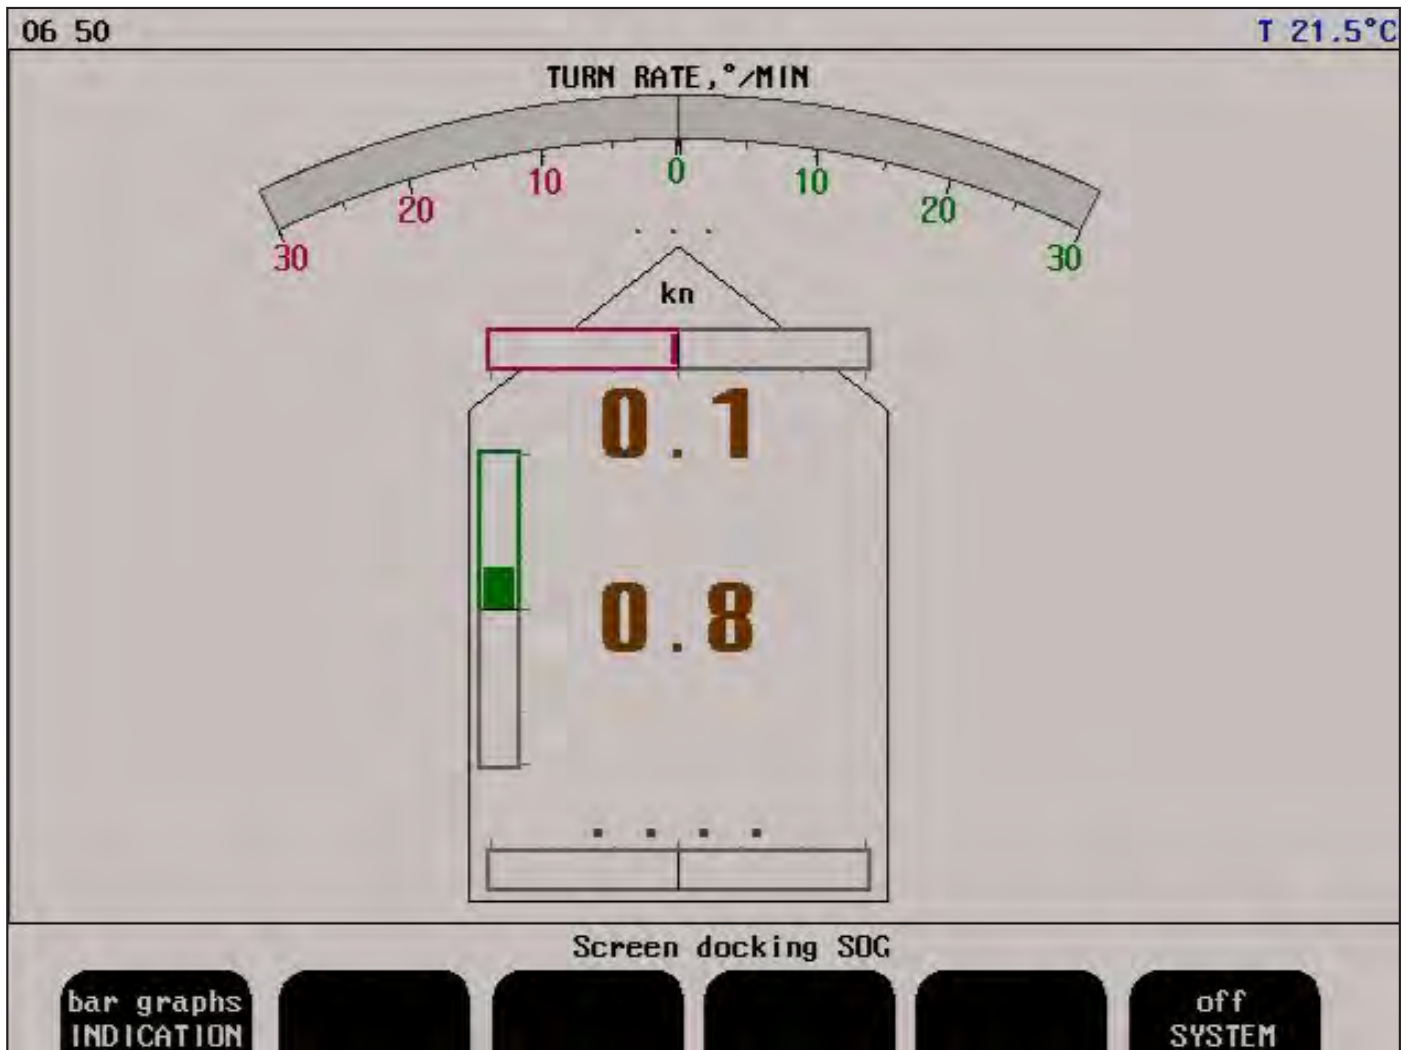 06 50
T 21.5°C
TURN RATE,°/MIN
30 20 10 0 10 20 30
. . .
kn
0.1
0.8
. . . .
Screen docking SOG
bar graphs
INDICATION
off
SYSTEM